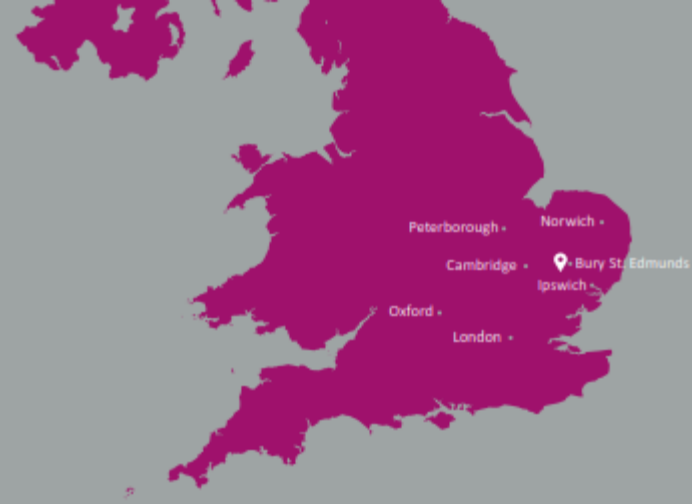 Norwich
Peterborough
Bury St. Edmunds
Cambridge
Ipswich
Oxford
London